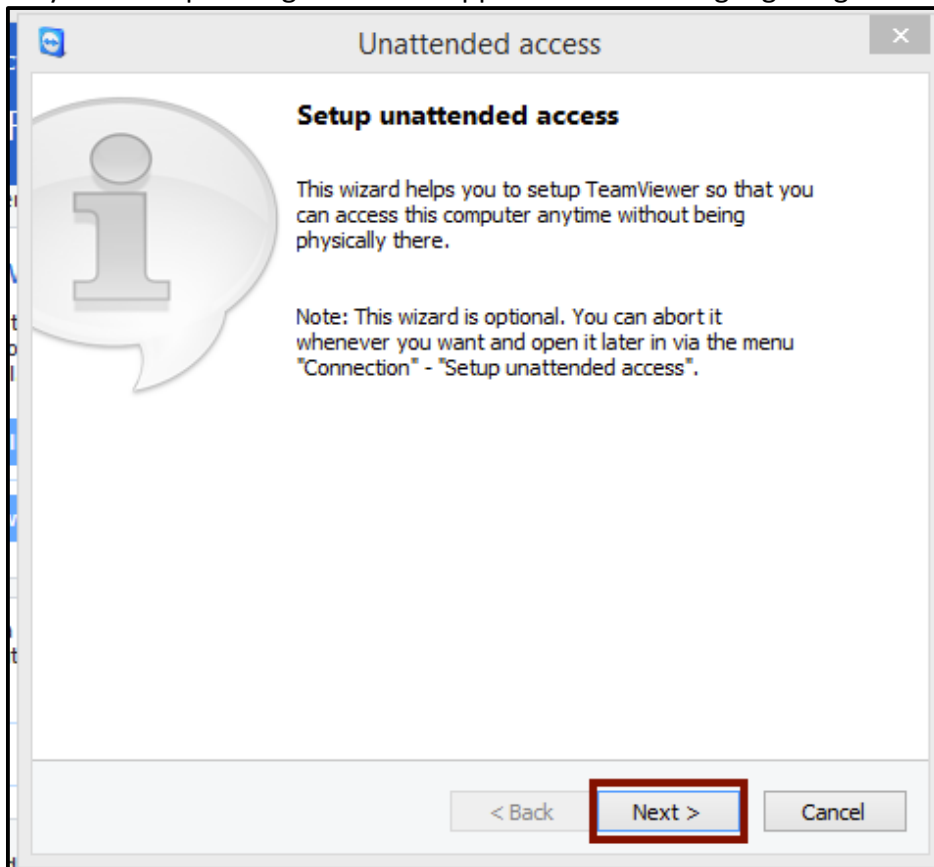 Unattended access
Setup unattended access
This wizard helps you to setup TeamViewer so that you
can access this computer anytime without being
physically there.
Note: This wizard is optional. You can abort it
whenever you want and open it later in via the menu
"Connection" - "Setup unattended access".
< Back Next > Cancel